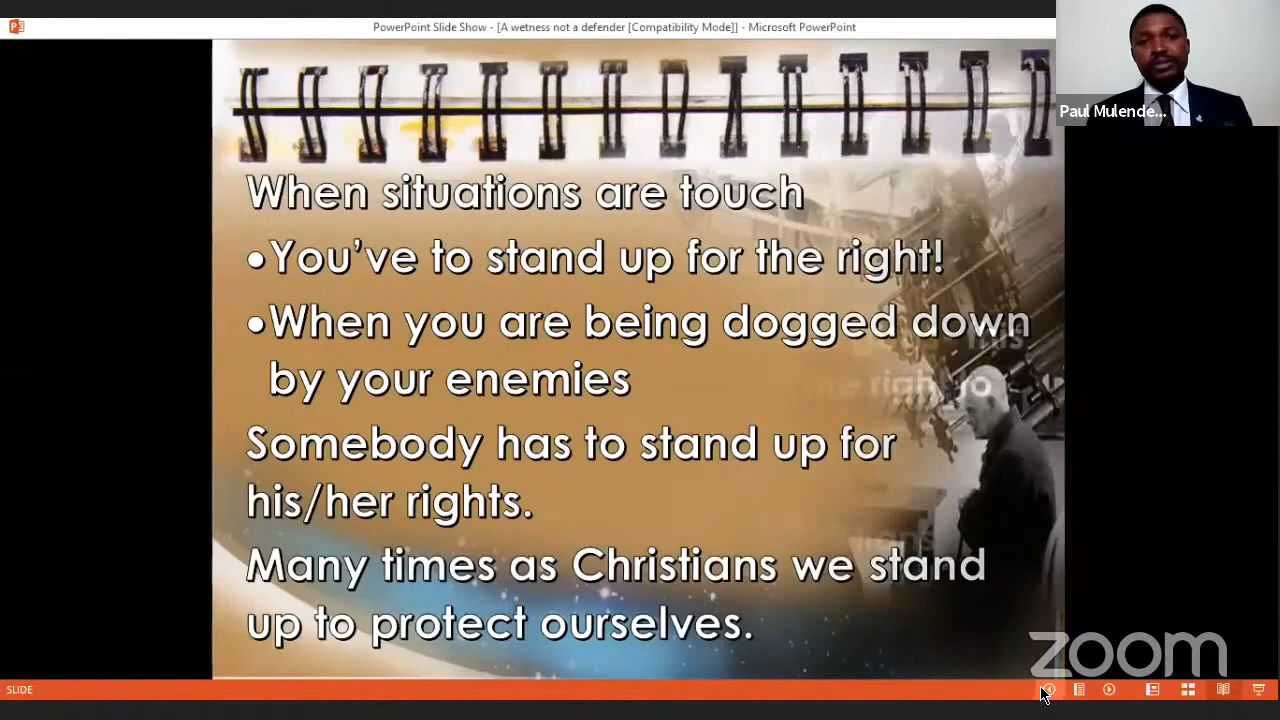 PowerPoint Slide Show - [A wetness not a defender [Compatibility Mode]] - Microsoft PowerPoint
Paul Mulende...
When situations are touch
•You've to stand up for the right!
•When you are being dogged down
by your enemies
Somebody has to stand up for
his/her rights.
Many times as Christians we stand
up to protect ourselves.
zoom
SLIDE